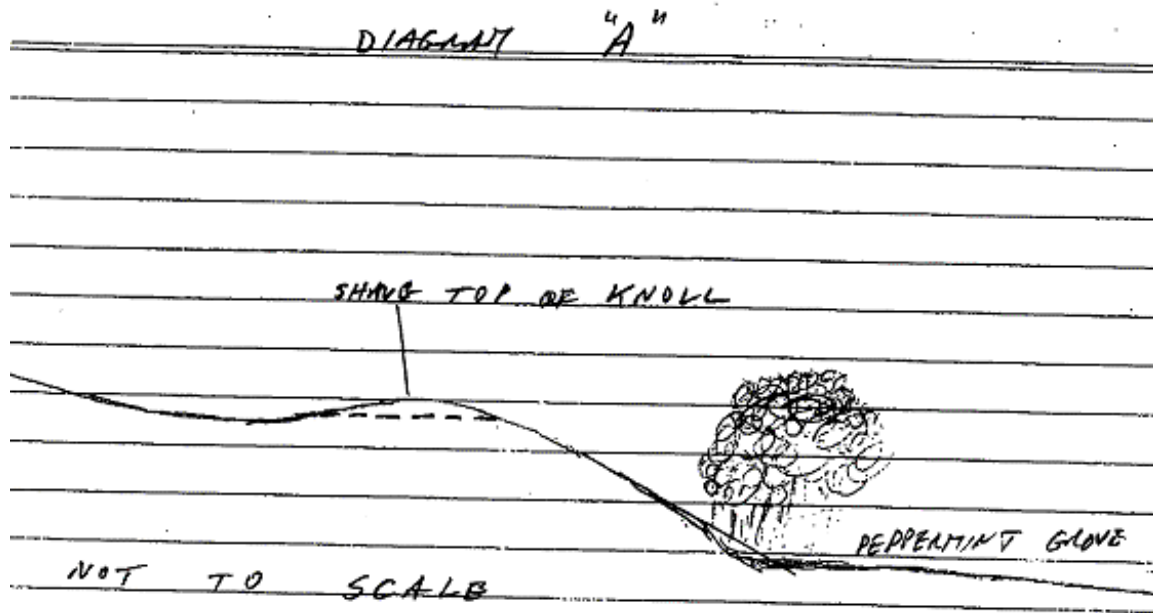 DIAGRAM "A"
SHAVE TOP OF KNOLL
PEPPERMINT GROVE
NOT TO SCALE